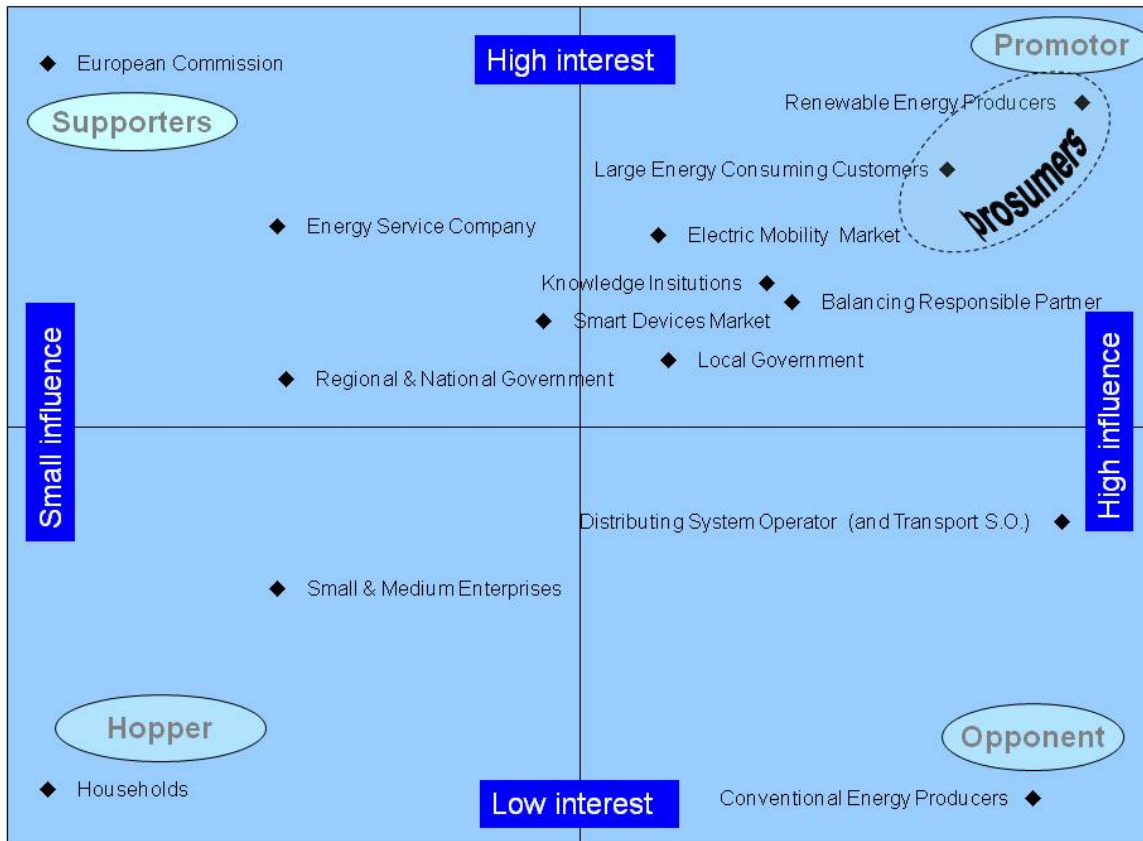 European Commission
High interest
Promotor
Supporters
Renewable Energy Producers
Large Energy Consuming Customers
prosumers
Energy Service Company
Electric Mobility Market
Knowledge Insitutions
Balancing Responsible Partner
Smart Devices Market
Local Government
Regional & National Government
Small influence
High influence
Distributing System Operator (and Transport S.O.)
Small & Medium Enterprises
Hopper
Opponent
Households
Low interest
Conventional Energy Producers